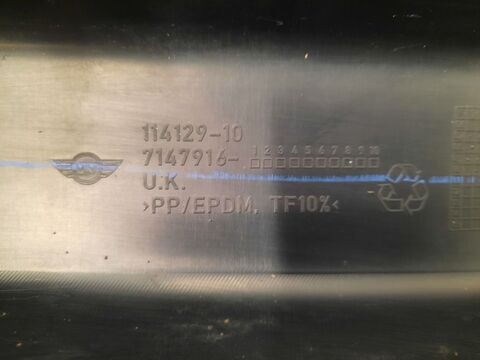 114129-10
1 2 3 4 5 6 7 8 9 10
7147916-
U.K.
>PP/EPDM, TF10%<